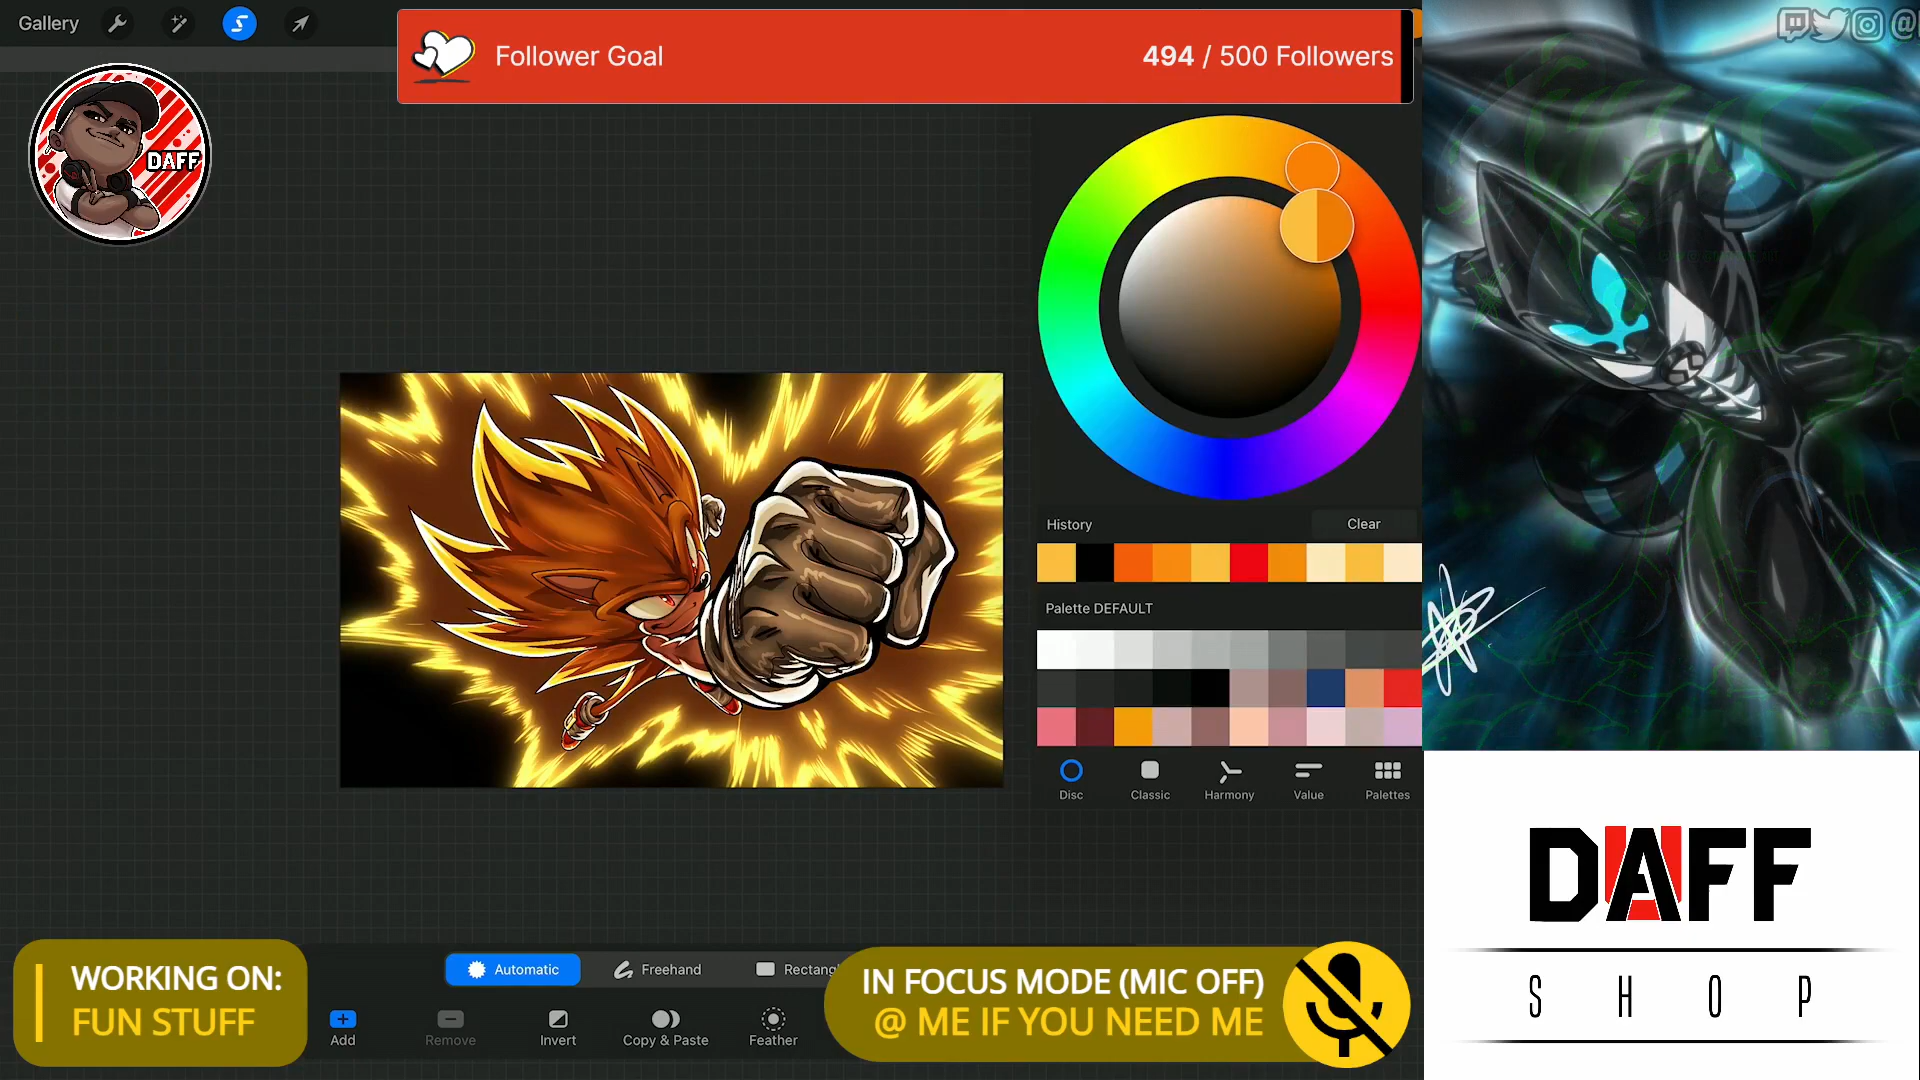 Gallery
Follower Goal
494 / 500 Followers
DAFF
History
Clear
Palette DEFAULT
Disc
Classic
Harmony
Value
Palettes
Automatic
Freehand
Add
Remove
Invert
Copy & Paste
Feather
WORKING ON:
FUN STUFF
IN FOCUS MODE (MIC OFF)
@ ME IF YOU NEED ME
DAFF
SHOP